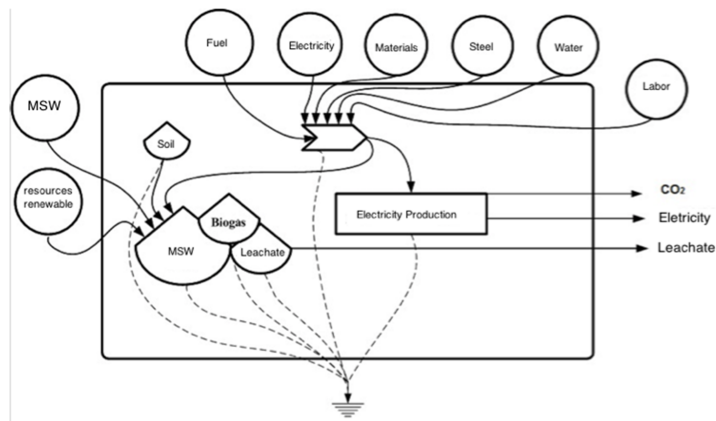 Fuel
Electricity
Materials
Steel
Water
Labor
MSW
Soil
resources
renewable
Biogas
MSW
Leachate
Electricity Production
CO₂
Eletricity
Leachate